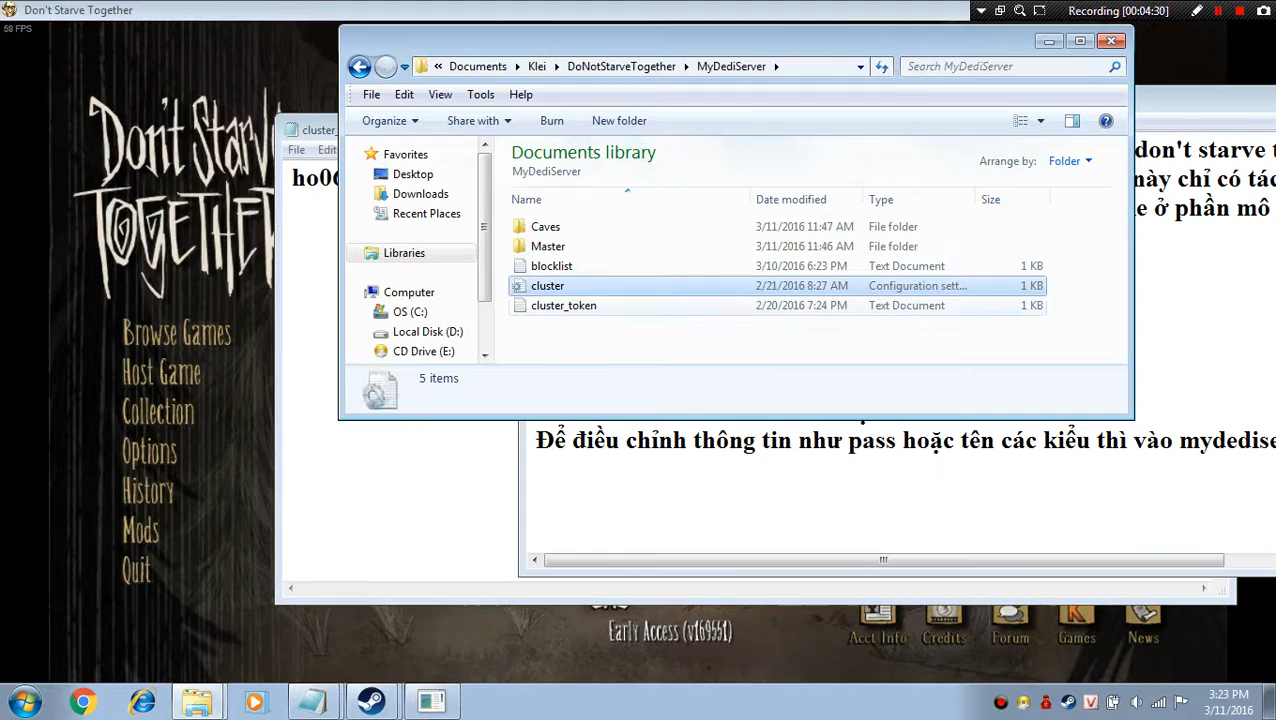 Don't Starve Together
Recording [00:04:30]
58 FPS
Documents
Klei
DoNotStarveTogether
MyDediServer
Search MyDediServer
File
Edit
View
Tools
Help
Organize
Share with
Burn
New folder
Documents library
MyDediServer
Arrange by: Folder
Name
Date modified
Type
Size
Caves
3/11/2016 11:47 AM
File folder
Master
3/11/2016 11:46 AM
File folder
blocklist
3/10/2016 6:23 PM
Text Document
1 KB
cluster
2/21/2016 8:27 AM
Configuration sett...
1 KB
cluster_token
2/20/2016 7:24 PM
Text Document
1 KB
Favorites
Desktop
Downloads
Recent Places
Libraries
Computer
OS (C:)
Local Disk (D:)
CD Drive (E:)
5 items
cluster_
File
Edit
don't starve
này chỉ có
ở phần mô
Để điều chỉnh thông tin như pass hoặc tên các kiểu thì vào mydedise
Don't Starve
TOGETHER
Browse Games
Host Game
Collection
Options
History
Mods
Quit
Early Access (v169551)
Acct Info
Credits
Forum
Games
News
3:23 PM
3/11/2016